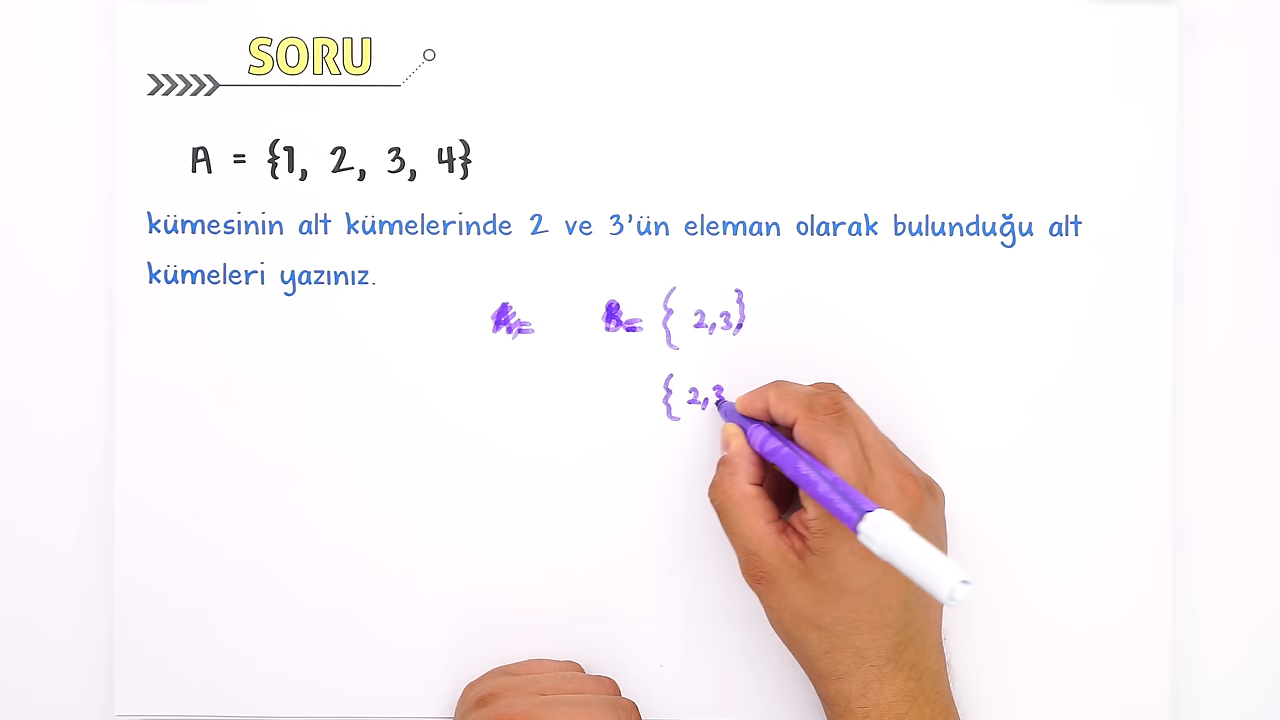 SORU
A = {1, 2, 3, 4}
kümesinin alt kümelerinde 2 ve 3'ün eleman olarak bulunduğu alt
kümeleri yazınız.
{ 2,3}
{ 2,3